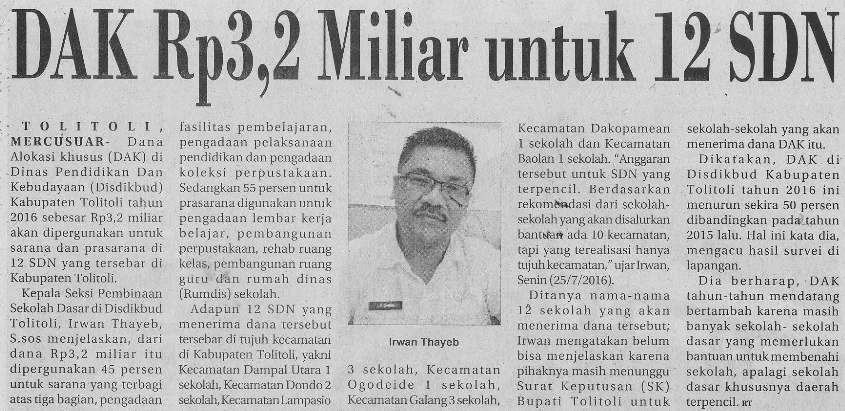 DAK Rp3,2 Miliar untuk 12 SDN
TOLITOLI,
MERCUSUAR- Dana
Alokasi khusus (DAK) di
Dinas Pendidikan Dan
Kebudayaan (Disdikbud)
Kabupaten Tolitoli tahun
2016 sebesar Rp3,2 miliar
akan dipergunakan untuk
sarana dan prasarana di
12 SDN yang tersebar di
Kabupaten Tolitoli.
Kepala Seksi Pembinaan
Sekolah Dasar di Disdikbud
Tolitoli, Irwan Thayeb,
S.sos menjelaskan, dari
dana Rp3,2 miliar itu
dipergunakan 45 persen
untuk sarana yang terbagi
atas tiga bagian, pengadaan
fasilitas pembelajaran,
pengadaan pelaksanaan
pendidikan dan pengadaan
koleksi perpustakaan.
Sedangkan 55 persen untuk
prasarana digunakan untuk
pengadaan lembar kerja
belajar, pembangunan
perpustakaan, rehab ruang
kelas, pembangunan ruang
guru dan rumah dinas
(Rumdis) sekolah.
Adapun 12 SDN yang
menerima dana tersebut
tersebar di tujuh kecamatan
di Kabupaten Tolitoli, yakni
Kecamatan Dampal Utara 1
sekolah, Kecamatan Dondo 2
sekolah, Kecamatan Lampasio
Irwan Thayeb
3 sekolah, Kecamatan
Ogodeide 1 sekolah,
Kecamatan Galang 3 sekolah,
Kecamatan Dakopamean
1 sekolah dan Kecamatan
Baolan 1 sekolah. “Anggaran
tersebut untuk SDN yang
terpencil. Berdasarkan
rekomendasi dari sekolah-
sekolah yang akan disalurkan
bantuan ada 10 kecamatan,
tapi yang terealisasi hanya
tujuh kecamatan,” ujar Irwan,
Senin (25/7/2016).
Ditanya nama-nama
12 sekolah yang akan
menerima dana tersebut;
Irwan mengatakan belum
bisa menjelaskan karena
pihaknya masih menunggu
Surat Keputusan (SK)
Bupati Tolitoli untuk
sekolah-sekolah yang akan
menerima dana DAK itu.
Dikatakan, DAK di
Disdikbud Kabupaten
Tolitoli tahun 2016 ini
menurun sekira 50 persen
dibandingkan pada tahun
2015 lalu. Hal ini kata dia,
mengacu hasil survei di
lapangan.
Dia berharap, DAK
tahun-tahun mendatang
bertambah karena masih
banyak sekolah- sekolah
dasar yang memerlukan
bantuan untuk membenahi
sekolah, apalagi sekolah
dasar khususnya daerah
terpencil. RT